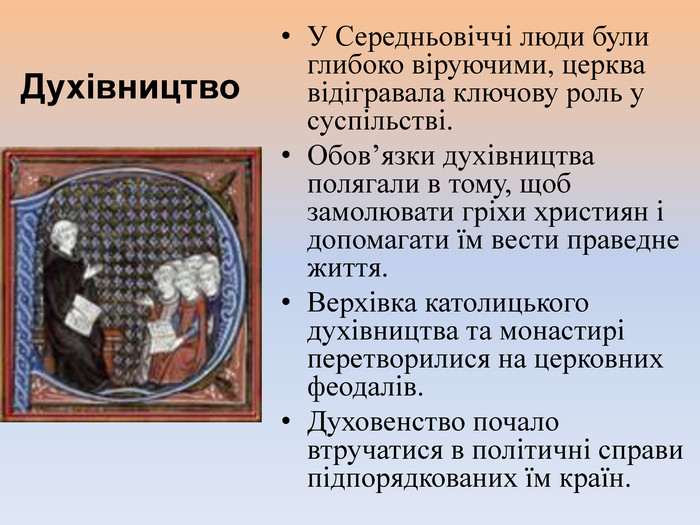 Духівництво
• У Середньовіччі люди були
глибоко віруючими, церква
відігравала ключову роль у
суспільстві.
• Обов’язки духівництва
полягали в тому, щоб
замолювати гріхи християн і
допомагати їм вести праведне
життя.
• Верхівка католицького
духівництва та монастирі
перетворилися на церковних
феодалів.
• Духовенство почало
втручатися в політичні справи
підпорядкованих їм країн.